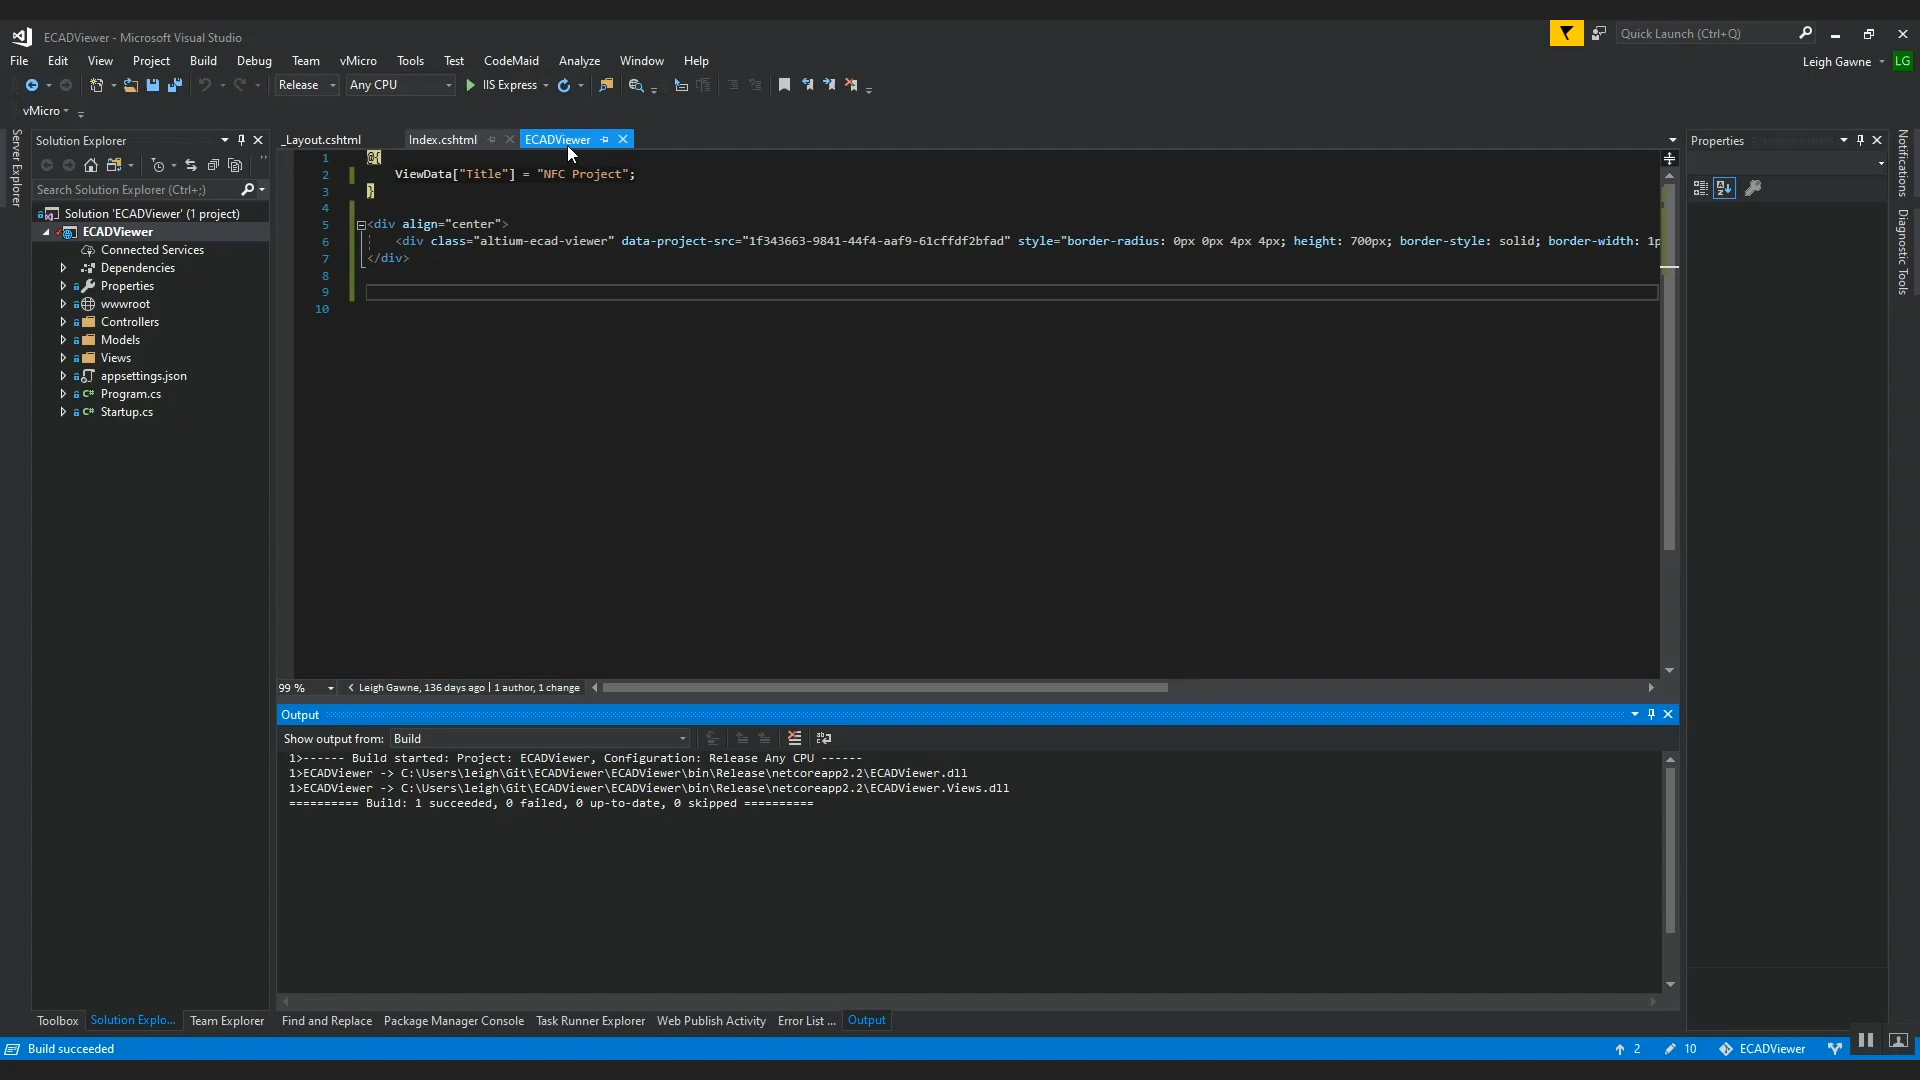 ECADViewer - Microsoft Visual Studio
Quick Launch (Ctrl+Q)
File Edit View Project Build Debug Team vMicro Tools Test CodeMaid Analyze Window Help
Leigh Gawne LG
Release Any CPU IIS Express
vMicro
Server Explorer
Solution Explorer
Search Solution Explorer (Ctrl+;)
Solution 'ECADViewer' (1 project)
ECADViewer
Connected Services
Dependencies
Properties
wwwroot
Controllers
Models
Views
appsettings.json
C# Program.cs
C# Startup.cs
_Layout.cshtml Index.cshtml ECADViewer
1 @{
2 ViewData["Title"] = "NFC Project";
3 }
4
5 <div align="center">
6 <div class="altium-ecad-viewer" data-project-src="1f343663-9841-44f4-aaf9-61cffdf2bfad" style="border-radius: 0px 0px 4px 4px; height: 700px; border-style: solid; border-width: 1p
7 </div>
8
9
10
99 % Leigh Gawne, 136 days ago | 1 author, 1 change
Properties
Notifications
Diagnostic Tools
Output
Show output from: Build
1>------ Build started: Project: ECADViewer, Configuration: Release Any CPU ------
1>ECADViewer -> C:\Users\leigh\Git\ECADViewer\ECADViewer\bin\Release\netcoreapp2.2\ECADViewer.dll
1>ECADViewer -> C:\Users\leigh\Git\ECADViewer\ECADViewer\bin\Release\netcoreapp2.2\ECADViewer.Views.dll
========== Build: 1 succeeded, 0 failed, 0 up-to-date, 0 skipped ==========
Toolbox Solution Explo... Team Explorer Find and Replace Package Manager Console Task Runner Explorer Web Publish Activity Error List ... Output
Build succeeded 2 10 ECADViewer